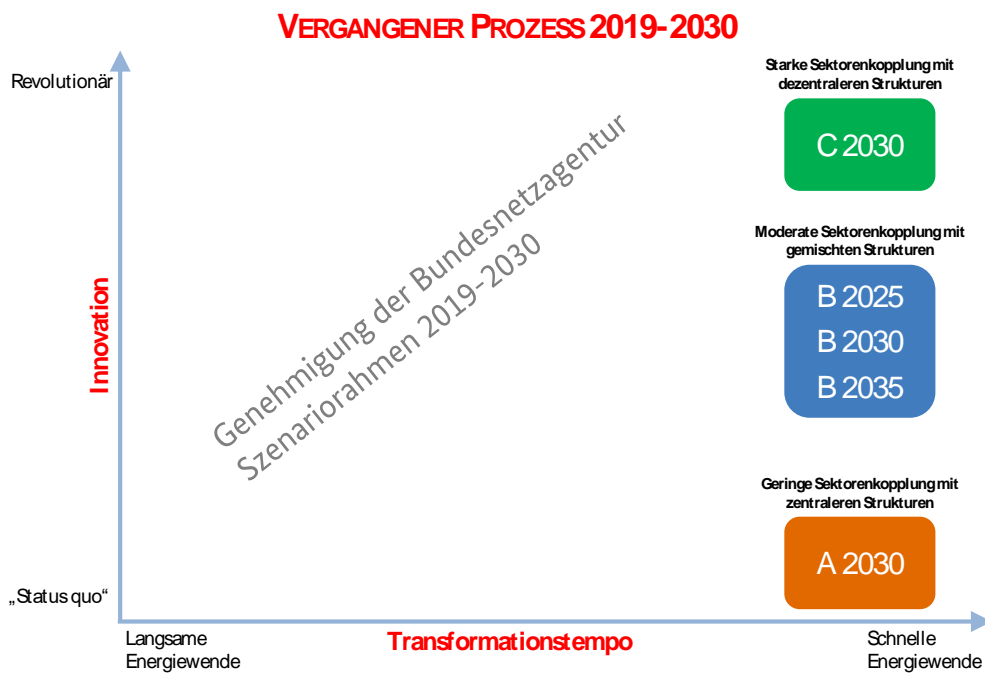 VERGANGENER PROZESS 2019-2030
Revolutionär
Starke Sektorenkopplung mit
dezentraleren Strukturen
C 2030
Genehmigung der Bundesnetzagentur
Szenariorahmen 2019-2030
Moderate Sektorenkopplung mit
gemischten Strukturen
B 2025
B 2030
B 2035
Innovation
Geringe Sektorenkopplung mit
zentraleren Strukturen
A 2030
„Status quo“
Langsame
Energiewende
Transformationstempo
Schnelle
Energiewende